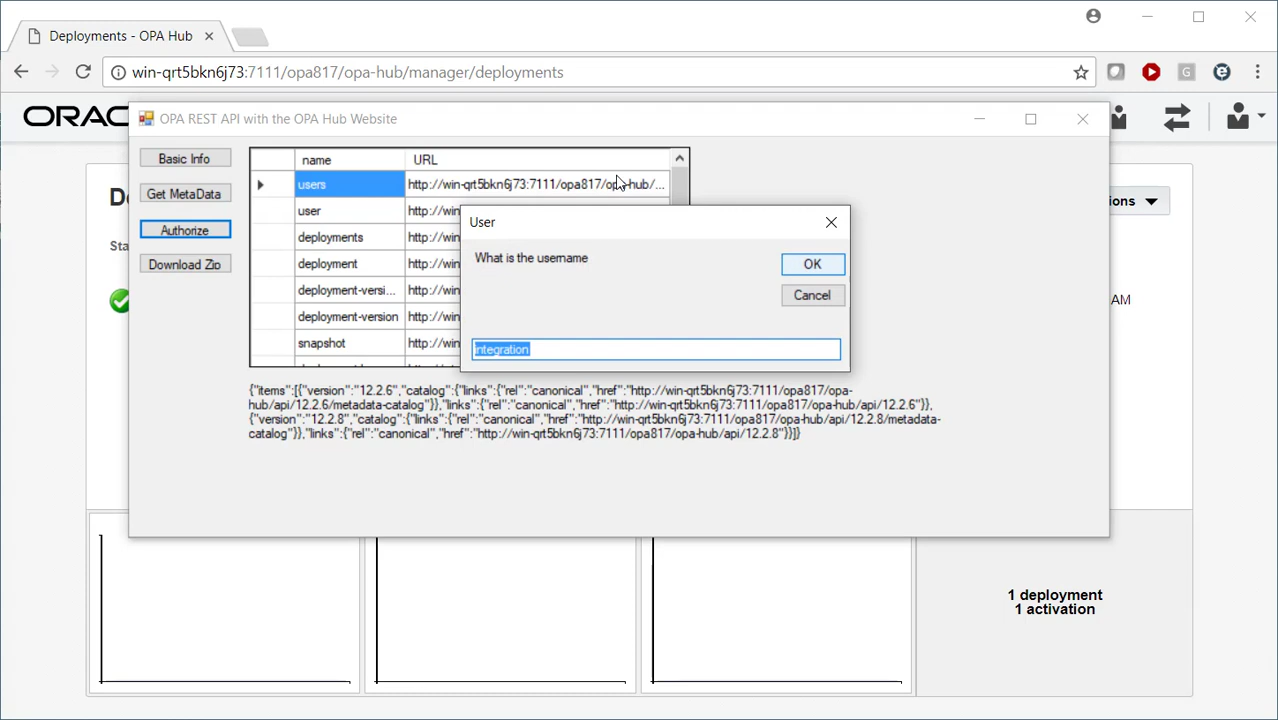 Deployments - OPA Hub
win-qrt5bkn6j73:7111/opa817/opa-hub/manager/deployments
OPA REST API with the OPA Hub Website
Basic Info
Get MetaData
Authorize
Download Zip
name URL
users http://win-qrt5bkn6j73:7111/opa817/opa-hub/...
user http://win
deployments http://win
deployment http://win
deployment-versi... http://win
deployment-version http://win
snapshot http://win
User
What is the username
OK
Cancel
integration
{"items":[{"version":"12.2.6","catalog":{"links":{"rel":"canonical","href":"http://win-qrt5bkn6j73:7111/opa817/opa-
hub/api/12.2.6/metadata-catalog"}},"links":{"rel":"canonical","href":"http://win-qrt5bkn6j73:7111/opa817/opa-hub/api/12.2.6"}},
{"version":"12.2.8","catalog":{"links":{"rel":"canonical","href":"http://win-qrt5bkn6j73:7111/opa817/opa-hub/api/12.2.8/metadata-
catalog"}},"links":{"rel":"canonical","href":"http://win-qrt5bkn6j73:7111/opa817/opa-hub/api/12.2.8"}}]}
ORAC
ions
AM
1 deployment
1 activation